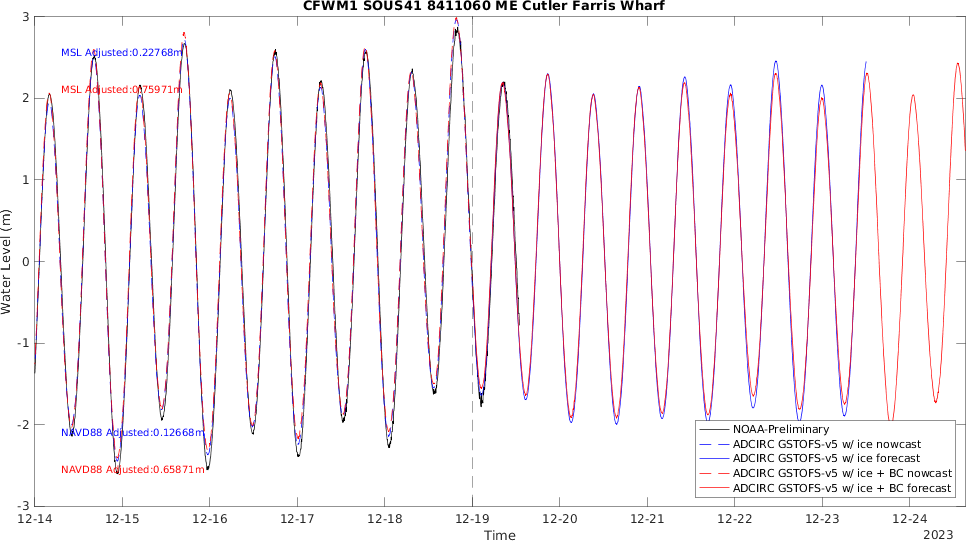 CFWM1 SOUS41 8411060 ME Cutler Farris Wharf
3
2
1
0
-1
-2
-3
Water Level (m)
MSL Adjusted:0.22768m
MSL Adjusted:0.75971m
NAVD88 Adjusted:0.12668m
NAVD88 Adjusted:0.65871m
NOAA-Preliminary
ADCIRC GSTOFS-v5 w/ ice nowcast
ADCIRC GSTOFS-v5 w/ ice forecast
ADCIRC GSTOFS-v5 w/ ice + BC nowcast
ADCIRC GSTOFS-v5 w/ ice + BC forecast
12-14 12-15 12-16 12-17 12-18 12-19 12-20 12-21 12-22 12-23 12-24
Time
2023